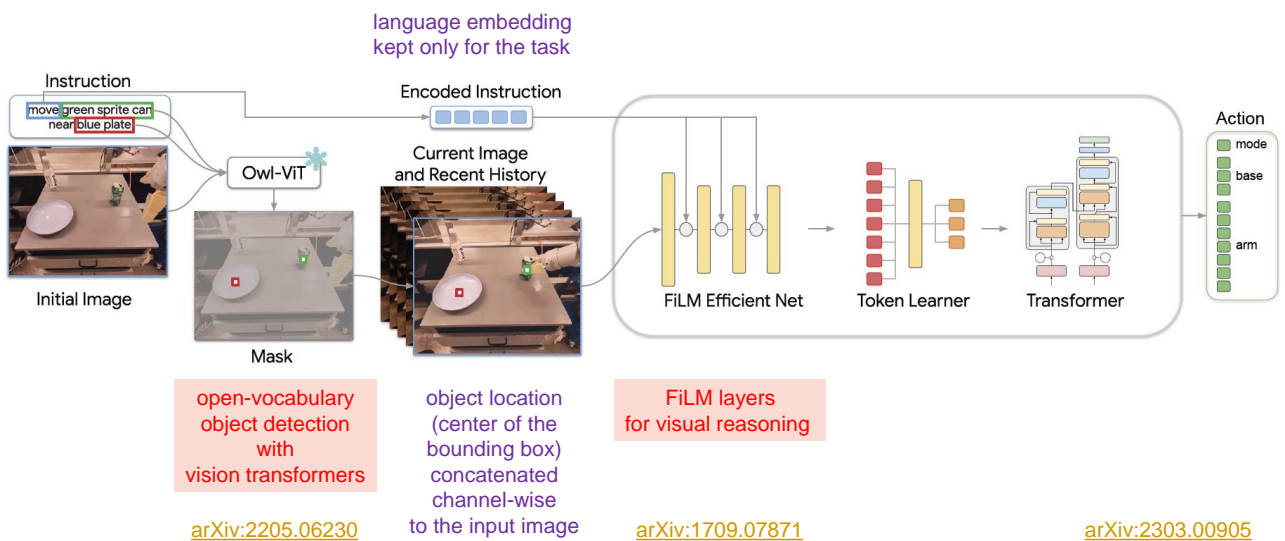 language embedding
kept only for the task
Instruction
move green sprite can
near blue plate
Encoded Instruction
Owl-ViT
Current Image
and Recent History
Initial Image
Mask
FiLM Efficient Net
Token Learner
Transformer
Action
mode
base
arm
open-vocabulary
object detection
with
vision transformers
object location
(center of the
bounding box)
concatenated
channel-wise
to the input image
FiLM layers
for visual reasoning
arXiv:2205.06230
arXiv:1709.07871
arXiv:2303.00905